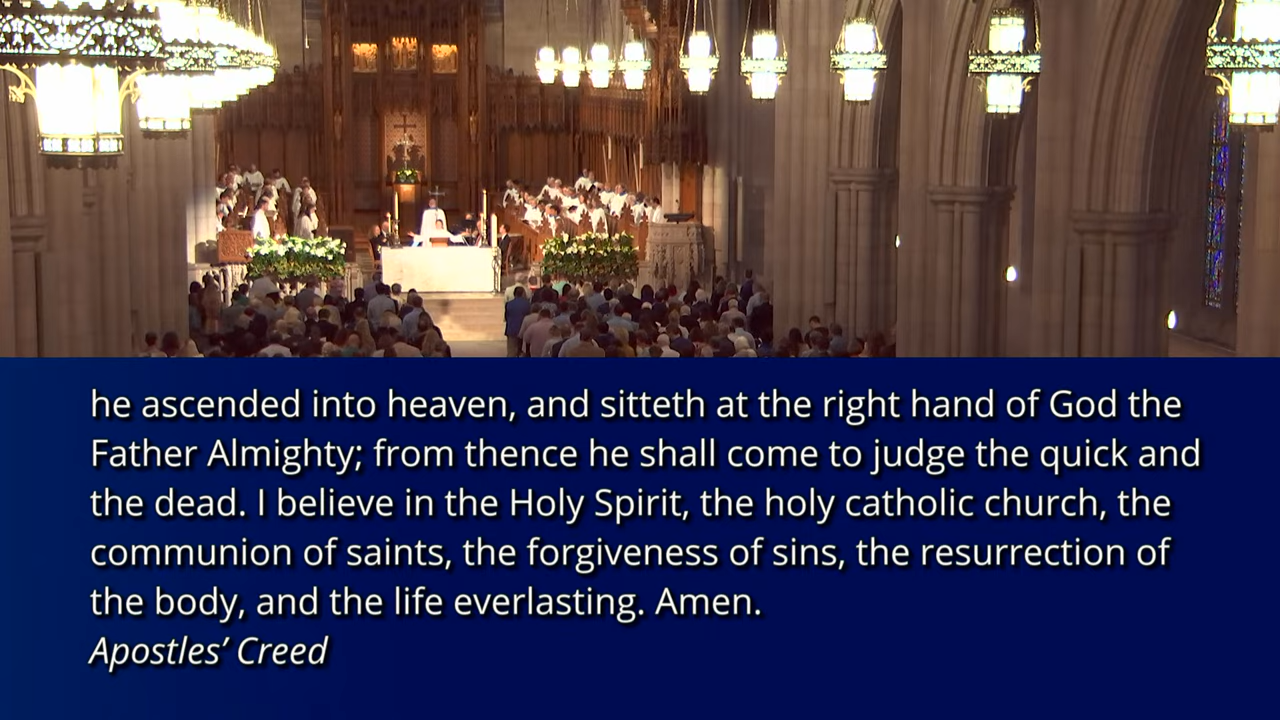 he ascended into heaven, and sitteth at the right hand of God the
Father Almighty; from thence he shall come to judge the quick and
the dead. I believe in the Holy Spirit, the holy catholic church, the
communion of saints, the forgiveness of sins, the resurrection of
the body, and the life everlasting. Amen.
Apostles’ Creed